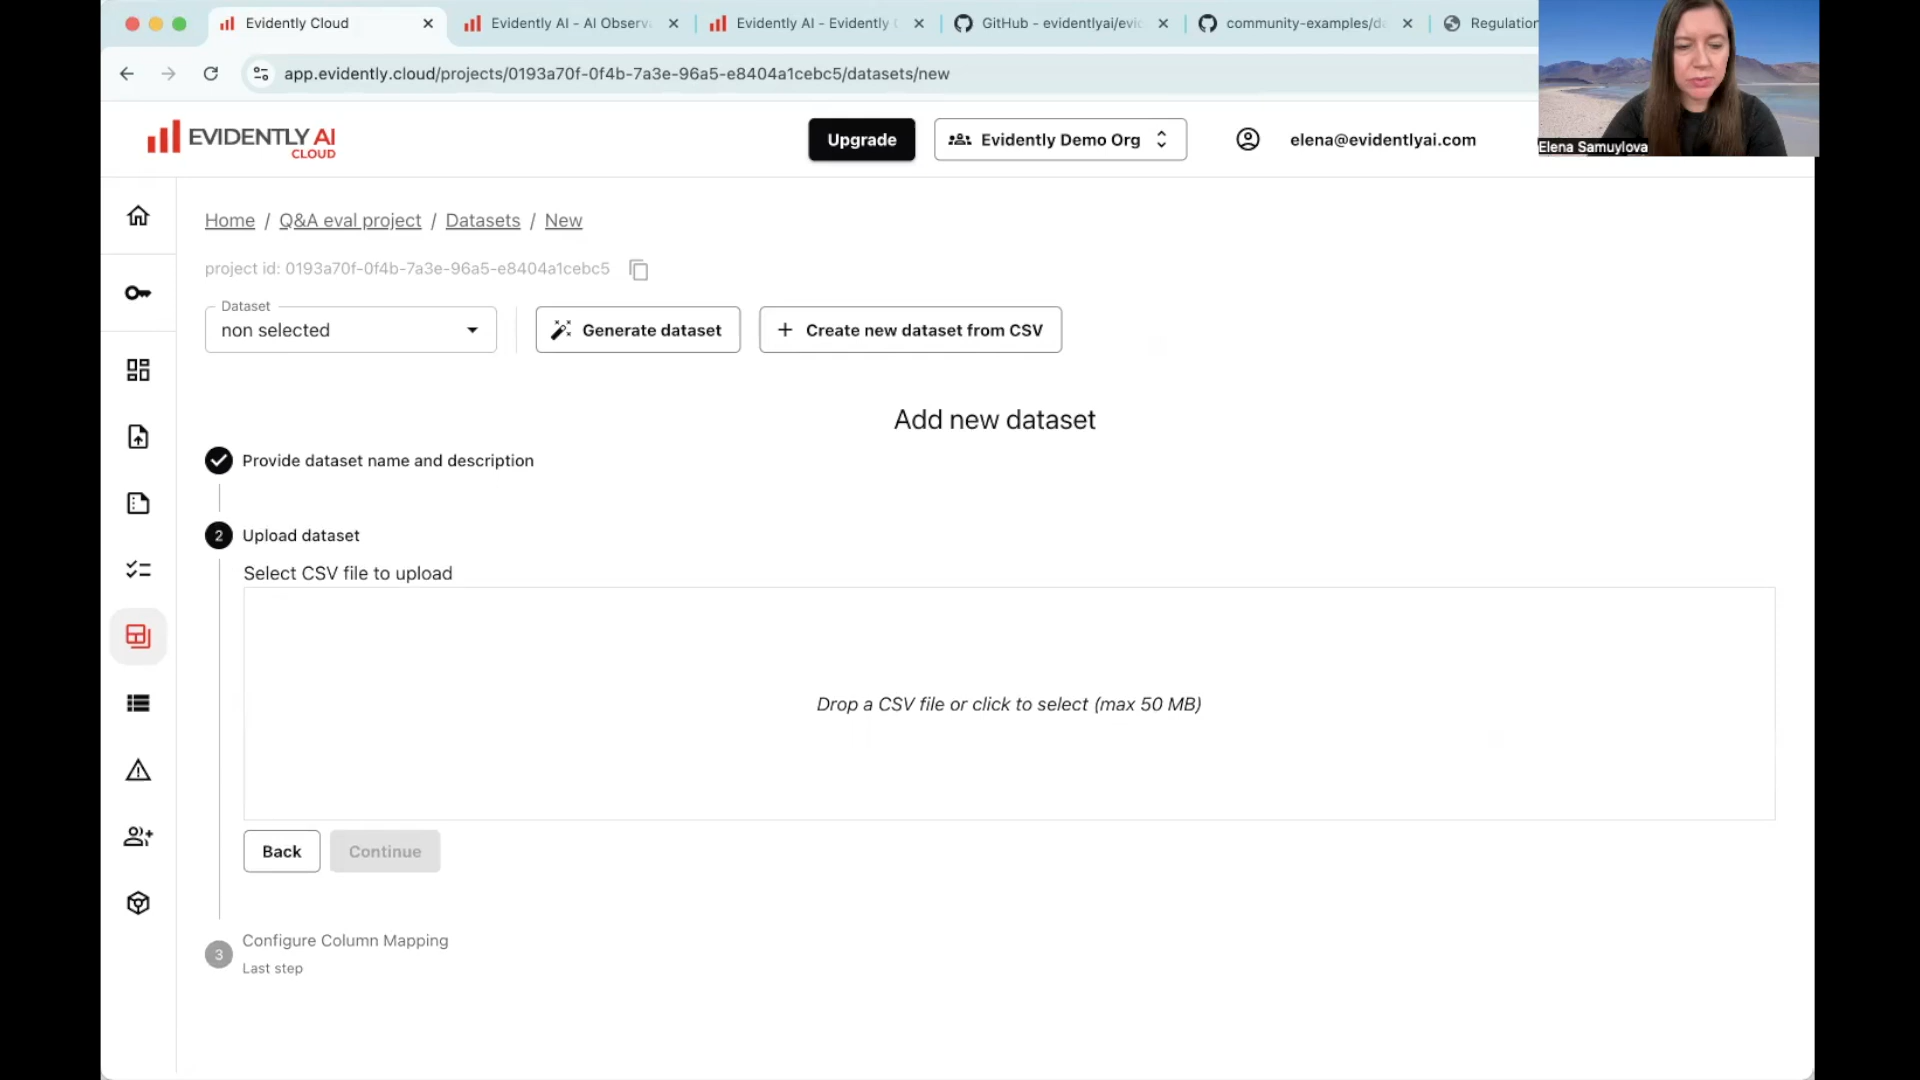 Evidently Cloud
Evidently AI - AI Observ
Evidently AI - Evidently
GitHub - evidentlyai/evi
community-examples/d
Regulation
app.evidently.cloud/projects/0193a70f-0f4b-7a3e-96a5-e8404a1cebc5/datasets/new
Elena Samuylova
EVIDENTLY AI
CLOUD
Upgrade
Evidently Demo Org
elena@evidentlyai.com
Home / Q&A eval project / Datasets / New
project id: 0193a70f-0f4b-7a3e-96a5-e8404a1cebc5
Dataset
non selected
Generate dataset
+ Create new dataset from CSV
Add new dataset
Provide dataset name and description
2 Upload dataset
Select CSV file to upload
Drop a CSV file or click to select (max 50 MB)
Back
Continue
3 Configure Column Mapping
Last step